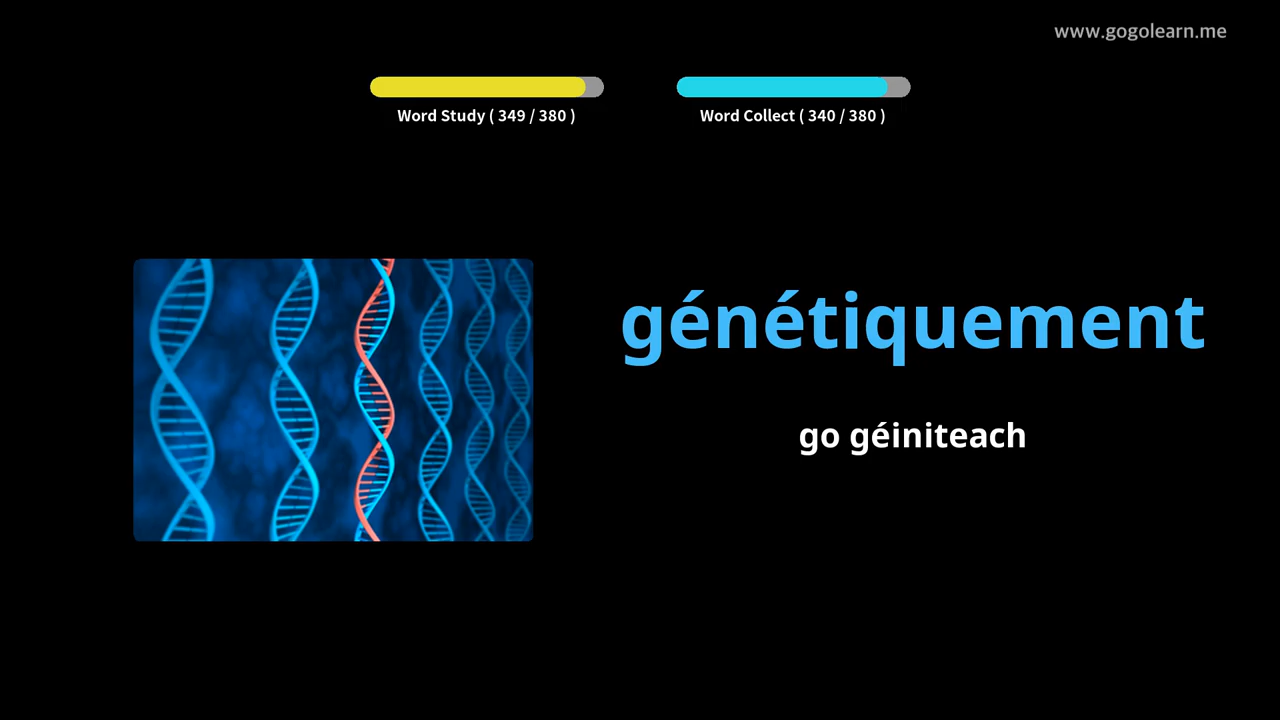 www.gogolearn.me
Word Study ( 349 / 380 )
Word Collect ( 340 / 380 )
génétiquement
go géiniteach